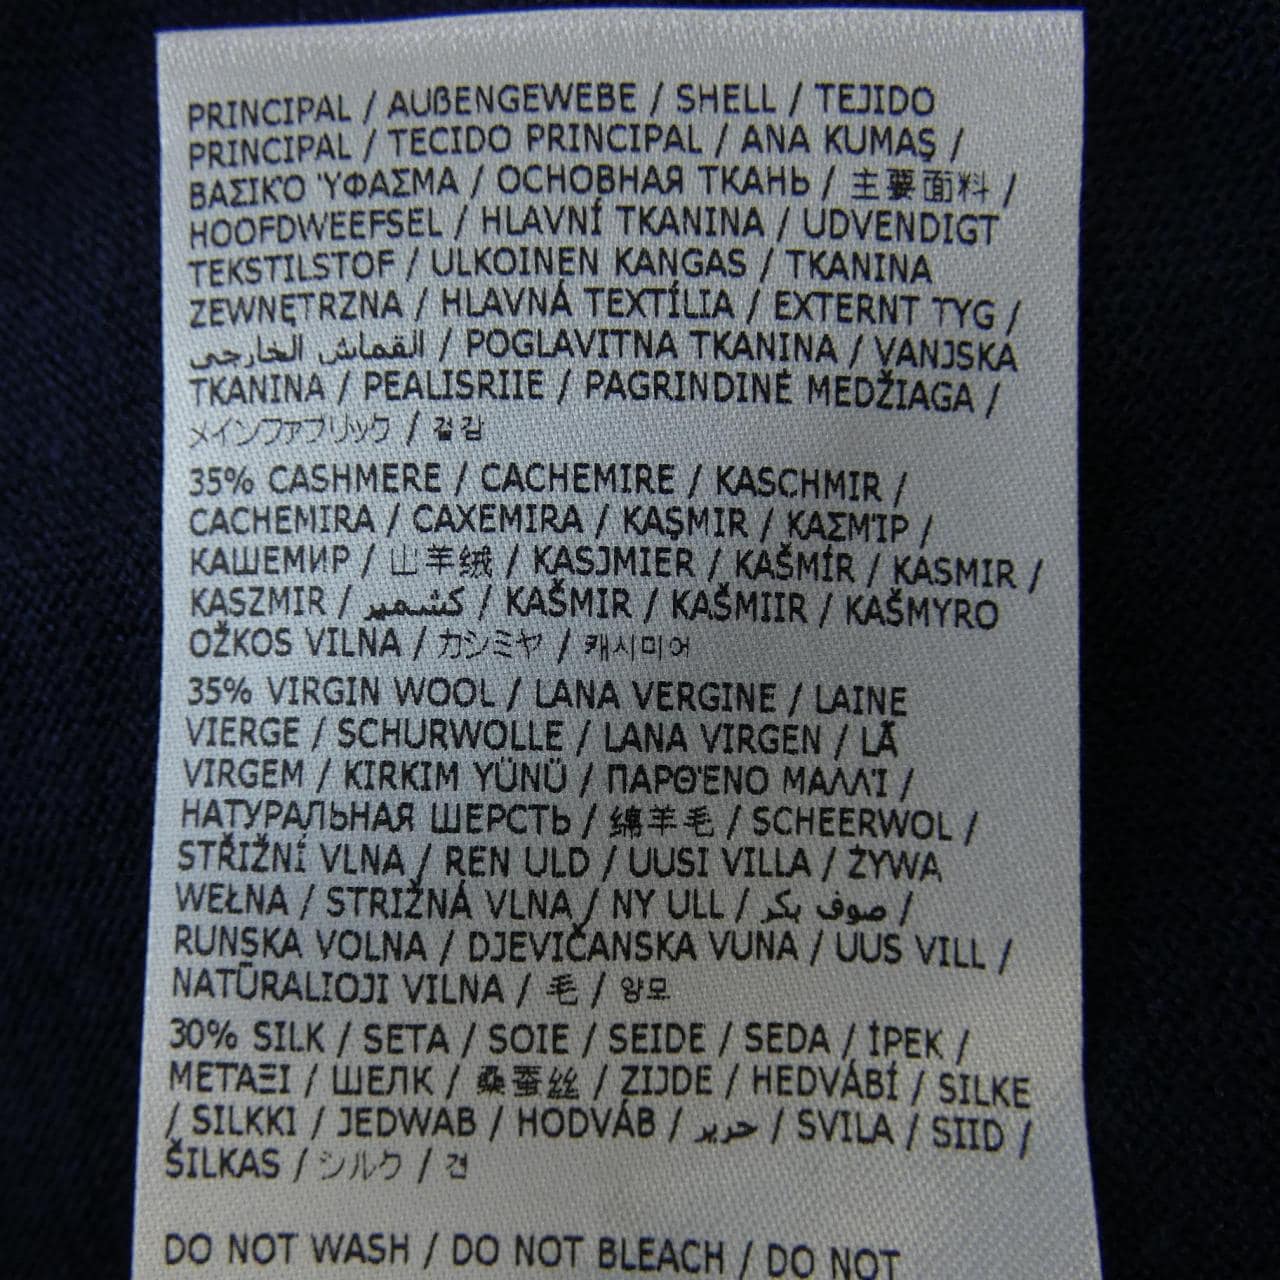 PRINCIPAL / AUßENGEWEBE / SHELL / TEJIDO
PRINCIPAL / TECIDO PRINCIPAL / ANA KUMAŞ /
ΒΑΣΙΚΌ ΎΦΑΣΜΑ / ОСНОВНАЯ ТКАНЬ / 主要面料 /
HOOFDWEEFSEL / HLAVNÍ TKANINA / UDVENDIGT
TEKSTILSTOF / ULKOINEN KANGAS / TKANINA
ZEWNĘTRZNA / HLAVNÁ TEXTÍLIA / EXTERNT TYG /
القماش الخارجي / POGLAVITNA TKANINA / VANJSKA
TKANINA / PEALISRIIE / PAGRINDINĖ MEDŽIAGA /
メインファブリック / 겉감
35% CASHMERE / CACHEMIRE / KASCHMIR /
CACHEMIRA / CAXEMIRA / KAŞMIR / ΚΑΣΜΊΡ /
КАШЕМИР / 山羊绒 / KASJMIER / KAŠMÍR / KASMIR /
KASZMIR / كشمير / KAŠMIR / KAŠMIIR / KAŠMYRO
OŽKOS VILNA / カシミヤ / 캐시미어
35% VIRGIN WOOL / LANA VERGINE / LAINE
VIERGE / SCHURWOLLE / LANA VIRGEN / LÃ
VIRGEM / KIRKIM YÜNÜ / ΠΑΡΘΈΝΟ ΜΑΛΛΊ /
НАТУРАЛЬНАЯ ШЕРСТЬ / 绵羊毛 / SCHEERWOL /
STŘIŽNÍ VLNA / REN ULD / UUSI VILLA / ŻYWA
WEŁNA / STRIŽNÁ VLNA / NY ULL / صوف بكر /
RUNSKA VOLNA / DJEVIČANSKA VUNA / UUS VILL /
NATŪRALIOJI VILNA / 毛 / 양모
30% SILK / SETA / SOIE / SEIDE / SEDA / İPEK /
ΜΕΤΑΞΙ / ШЕЛК / 桑蚕丝 / ZIJDE / HEDVÁBÍ / SILKE
/ SILKKI / JEDWAB / HODVÁB / حرير / SVILA / SIID /
ŠILKAS / シルク / 견
DO NOT WASH / DO NOT BLEACH / DO NOT